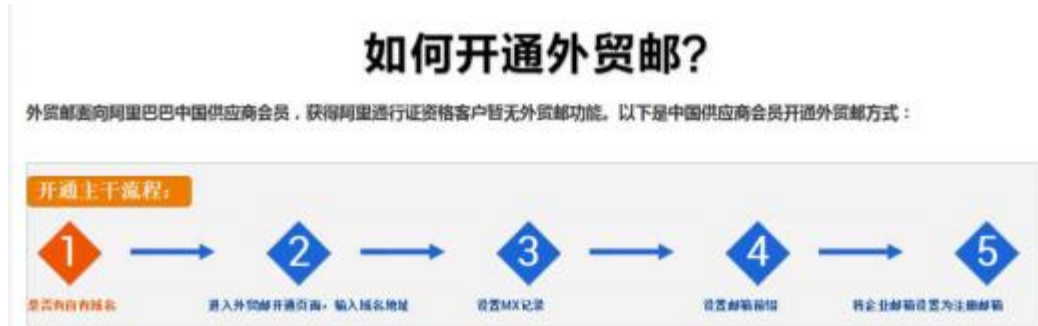 如何开通外贸邮?
外贸邮面向阿里巴巴中国供应商会员,获得阿里通行证资格客户暂无外贸邮功能。以下是中国供应商会员开通外贸邮方式:
开通主干流程:
1 2 3 4 5
是否有自有域名 进入外贸邮开通页面,输入域名地址 设置MX记录 设置邮箱前缀 将企业邮箱设置为注册邮箱